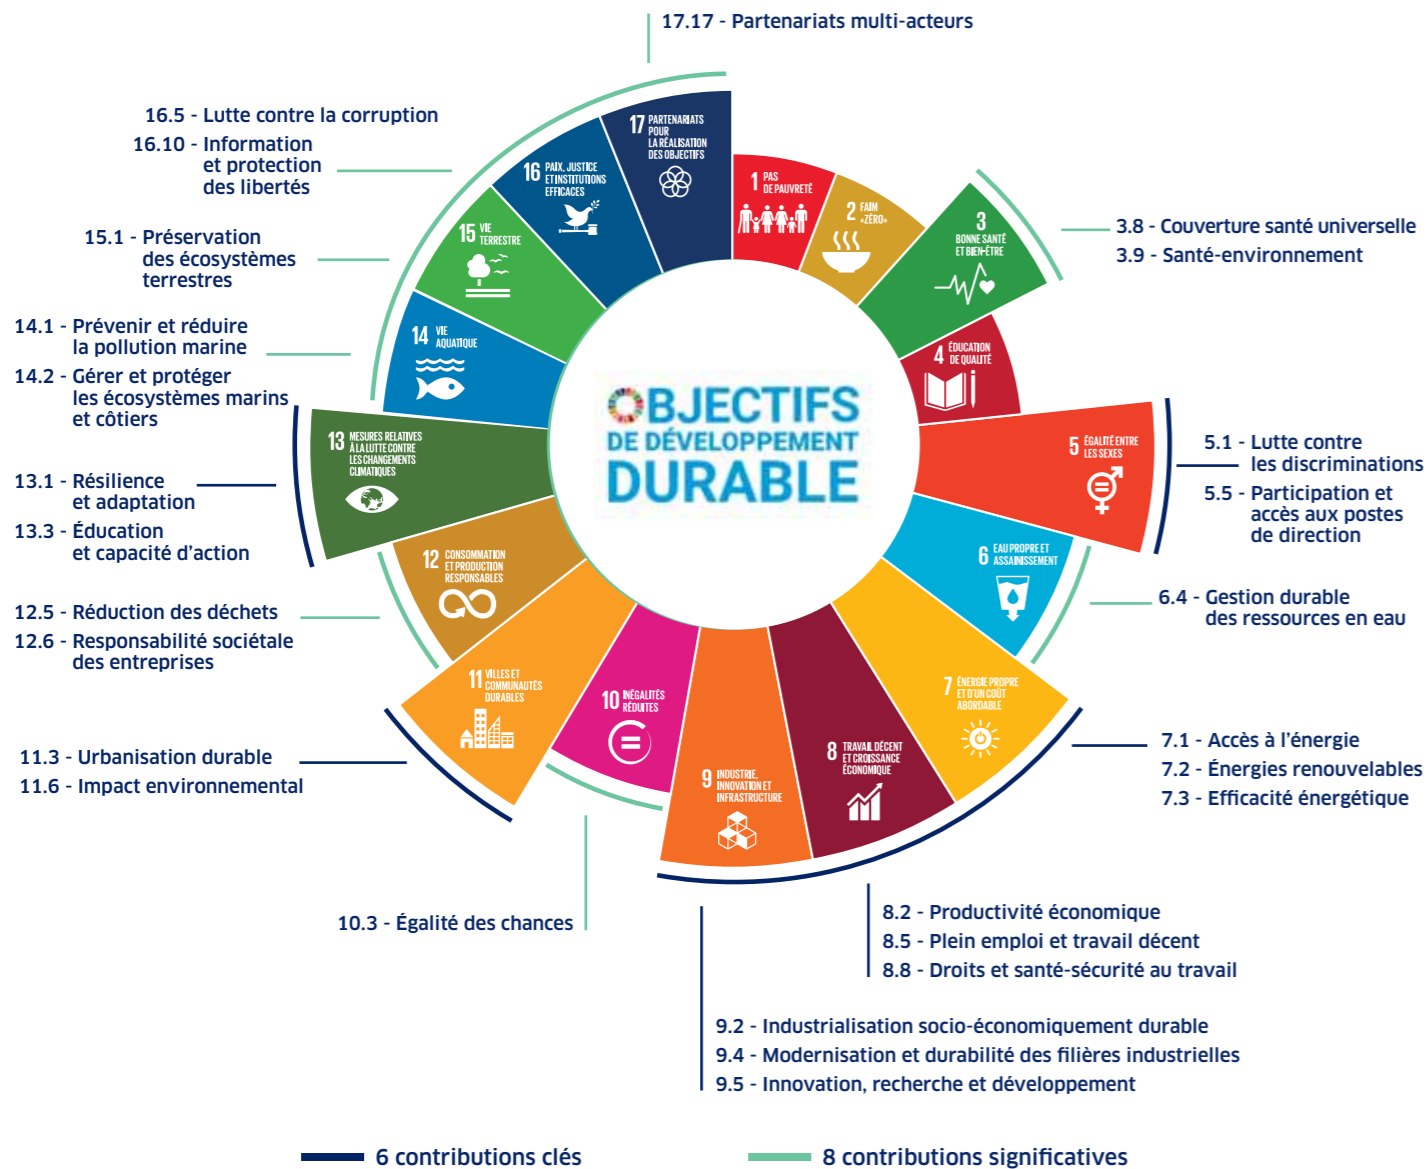 17.17 - Partenariats multi-acteurs
16.5 - Lutte contre la corruption
16.10 - Information
et protection
des libertés
15.1 - Préservation
des écosystèmes
terrestres
14.1 - Prévenir et réduire
la pollution marine
14.2 - Gérer et protéger
les écosystèmes marins
et côtiers
13.1 - Résilience
et adaptation
13.3 - Éducation
et capacité d'action
12.5 - Réduction des déchets
12.6 - Responsabilité sociétale
des entreprises
11.3 - Urbanisation durable
11.6 - Impact environnemental
10.3 - Égalité des chances
3.8 - Couverture santé universelle
3.9 - Santé-environnement
5.1 - Lutte contre
les discriminations
5.5 - Participation et
accès aux postes
de direction
6.4 - Gestion durable
des ressources en eau
7.1 - Accès à l'énergie
7.2 - Énergies renouvelables
7.3 - Efficacité énergétique
8.2 - Productivité économique
8.5 - Plein emploi et travail décent
8.8 - Droits et santé-sécurité au travail
9.2 - Industrialisation socio-économiquement durable
9.4 - Modernisation et durabilité des filières industrielles
9.5 - Innovation, recherche et développement
1 PAS
DE PAUVRETÉ
2 FAIM
«ZÉRO»
3
BONNE SANTÉ
ET BIEN-ÊTRE
4 ÉDUCATION
DE QUALITÉ
5 ÉGALITÉ ENTRE
LES SEXES
6 EAU PROPRE ET
ASSAINISSEMENT
7 ÉNERGIE PROPRE
ET D'UN COÛT
ABORDABLE
8 TRAVAIL DÉCENT
ET CROISSANCE
ÉCONOMIQUE
9 INDUSTRIE,
INNOVATION ET
INFRASTRUCTURE
10 INÉGALITÉS
RÉDUITES
11 VILLES ET
COMMUNAUTÉS
DURABLES
12 CONSOMMATION
ET PRODUCTION
RESPONSABLES
13 MESURES RELATIVES
À LA LUTTE CONTRE
LES CHANGEMENTS
CLIMATIQUES
14 VIE
AQUATIQUE
15 VIE
TERRESTRE
16 PAIX, JUSTICE
ET INSTITUTIONS
EFFICACES
17 PARTENARIATS
POUR
LA RÉALISATION
DES OBJECTIFS
OBJECTIFS
DE DÉVELOPPEMENT
DURABLE
6 contributions clés
8 contributions significatives